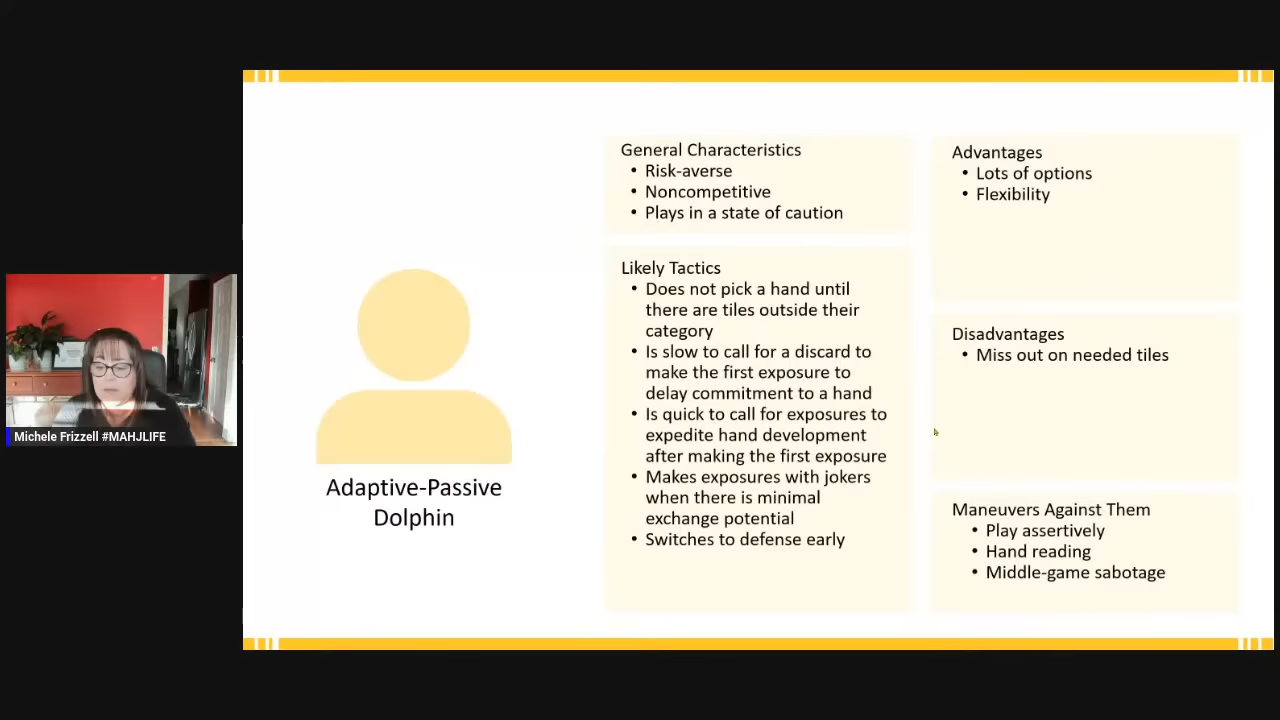 General Characteristics
• Risk-averse
• Noncompetitive
• Plays in a state of caution
Likely Tactics
• Does not pick a hand until
there are tiles outside their
category
• Is slow to call for a discard to
make the first exposure to
delay commitment to a hand
• Is quick to call for exposures to
expedite hand development
after making the first exposure
• Makes exposures with jokers
when there is minimal
exchange potential
• Switches to defense early
Advantages
• Lots of options
• Flexibility
Disadvantages
• Miss out on needed tiles
Maneuvers Against Them
• Play assertively
• Hand reading
• Middle-game sabotage
Adaptive-Passive
Dolphin
Michele Frizzell #MAHJLIFE